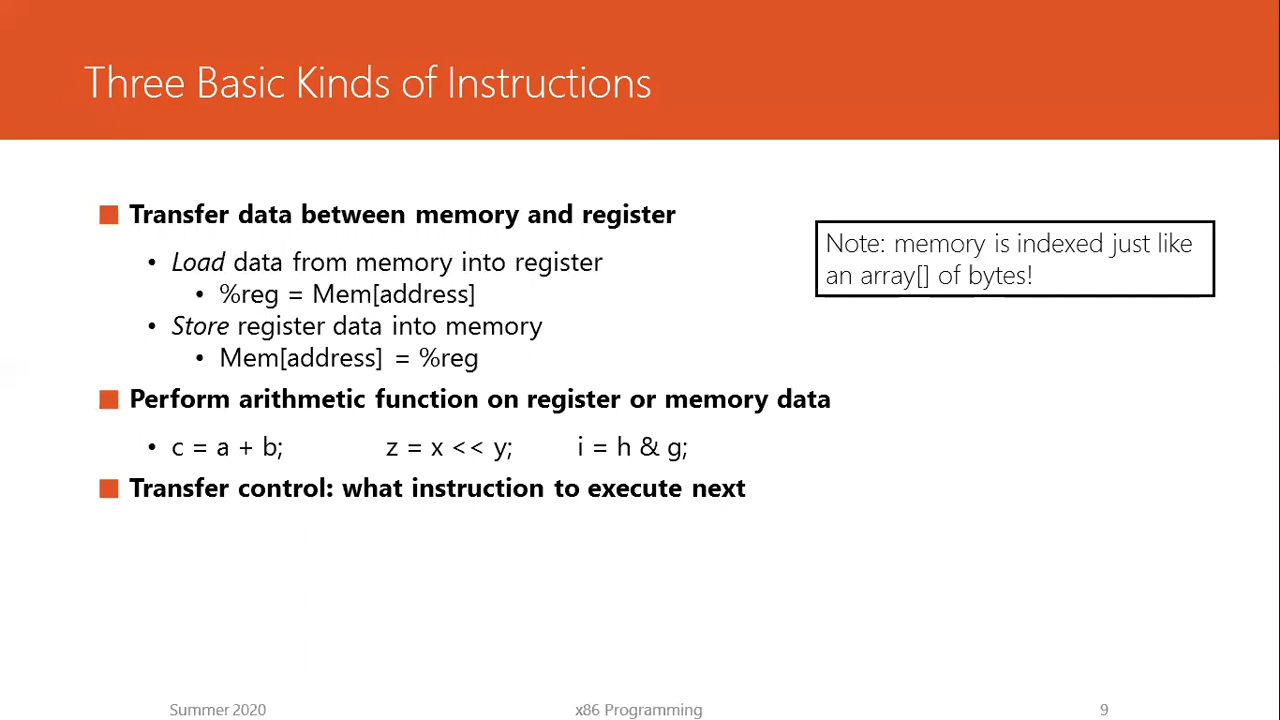 Three Basic Kinds of Instructions
Transfer data between memory and register
• Load data from memory into register
• %reg = Mem[address]
• Store register data into memory
• Mem[address] = %reg
Note: memory is indexed just like
an array[] of bytes!
Perform arithmetic function on register or memory data
• c = a + b; z = x << y; i = h & g;
Transfer control: what instruction to execute next
Summer 2020 x86 Programming 9